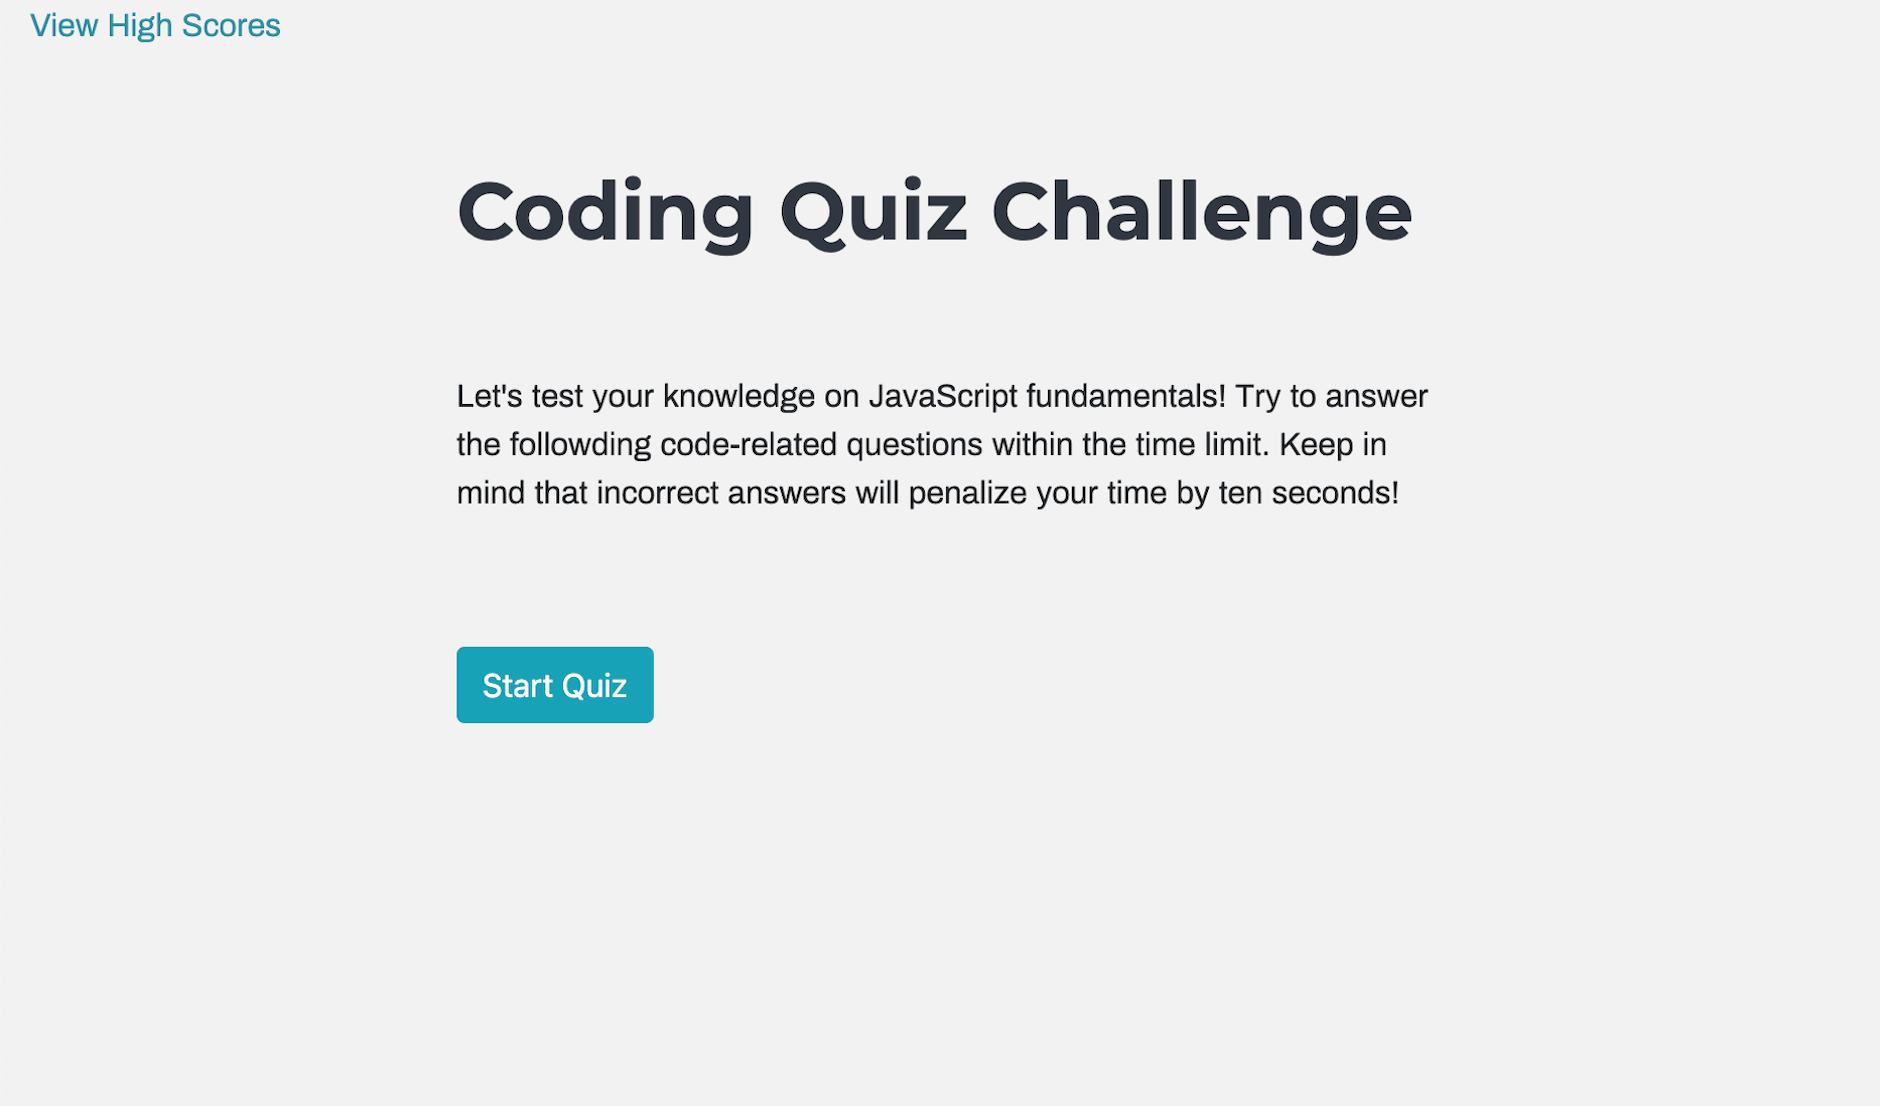 View High Scores
Coding Quiz Challenge
Let's test your knowledge on JavaScript fundamentals! Try to answer
the followding code-related questions within the time limit. Keep in
mind that incorrect answers will penalize your time by ten seconds!
Start Quiz